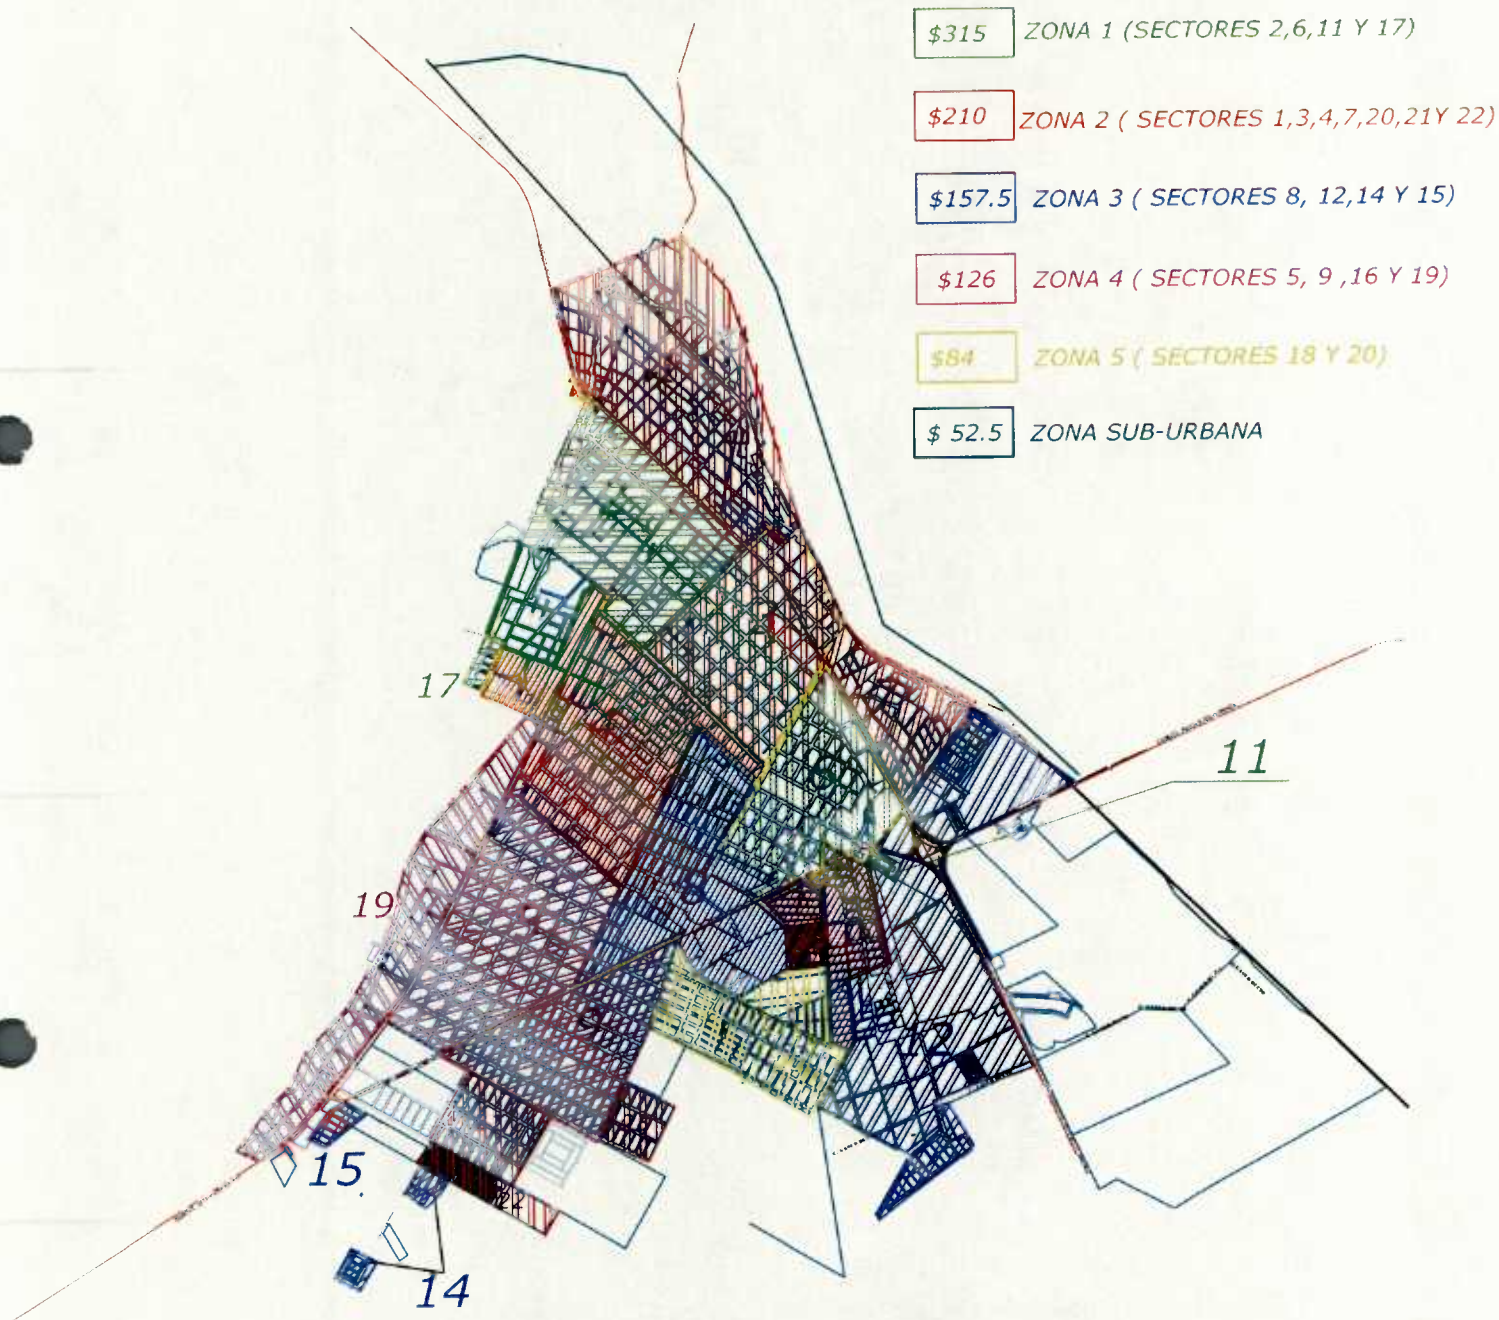 $315 ZONA 1 (SECTORES 2,6,11 Y 17)
$210 ZONA 2 ( SECTORES 1,3,4,7,20,21Y 22)
$157.5 ZONA 3 ( SECTORES 8, 12,14 Y 15)
$126 ZONA 4 ( SECTORES 5, 9 ,16 Y 19)
$84 ZONA 5 ( SECTORES 18 Y 20)
$ 52.5 ZONA SUB-URBANA
17
11
19
12
15
22
14